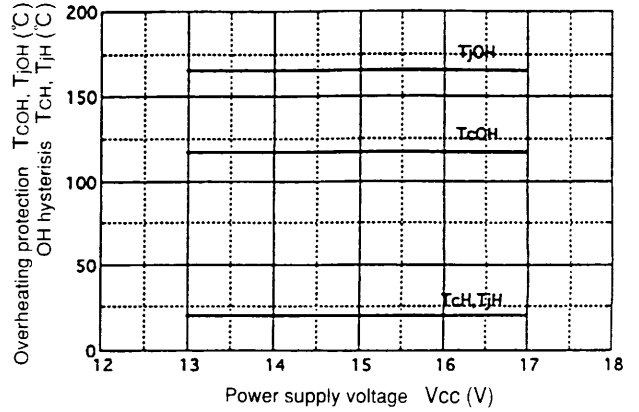 Overheating protection TCOH, TjOH (℃)
OH hysterisis TCH, TjH (℃)
200
150
100
50
0
TjOH
TcOH
TcH,TjH
12
13
14
15
16
17
18
Power supply voltage Vcc (V)